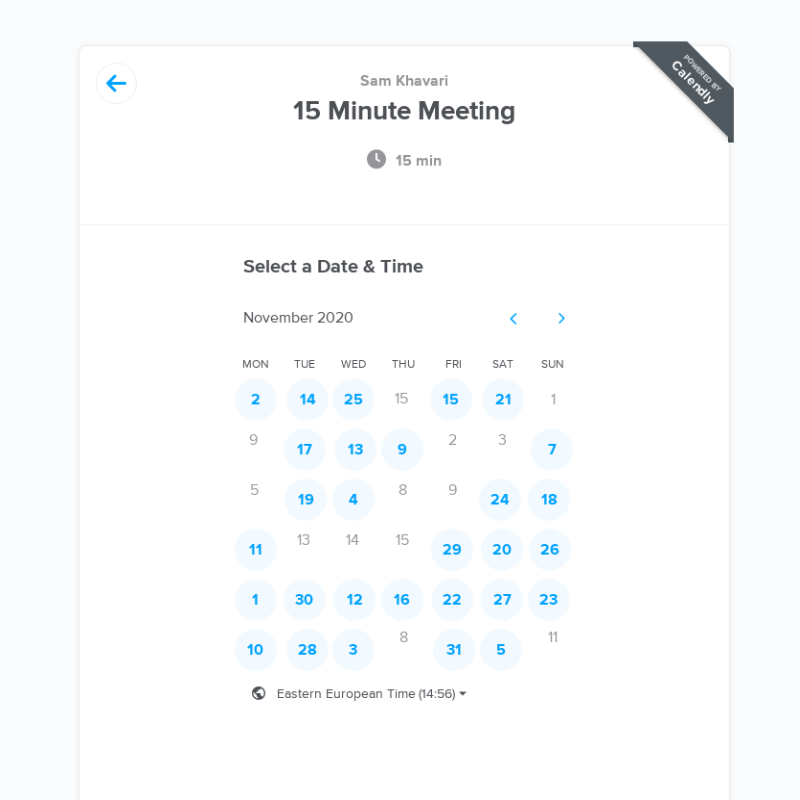 POWERED BY
Calendly
Sam Khavari
15 Minute Meeting
15 min
Select a Date & Time
November 2020
MON TUE WED THU FRI SAT SUN
2 14 25 15 15 21 1
9 17 13 9 2 3 7
5 19 4 8 9 24 18
11 13 14 15 29 20 26
1 30 12 16 22 27 23
10 28 3 8 31 5 11
Eastern European Time (14:56)